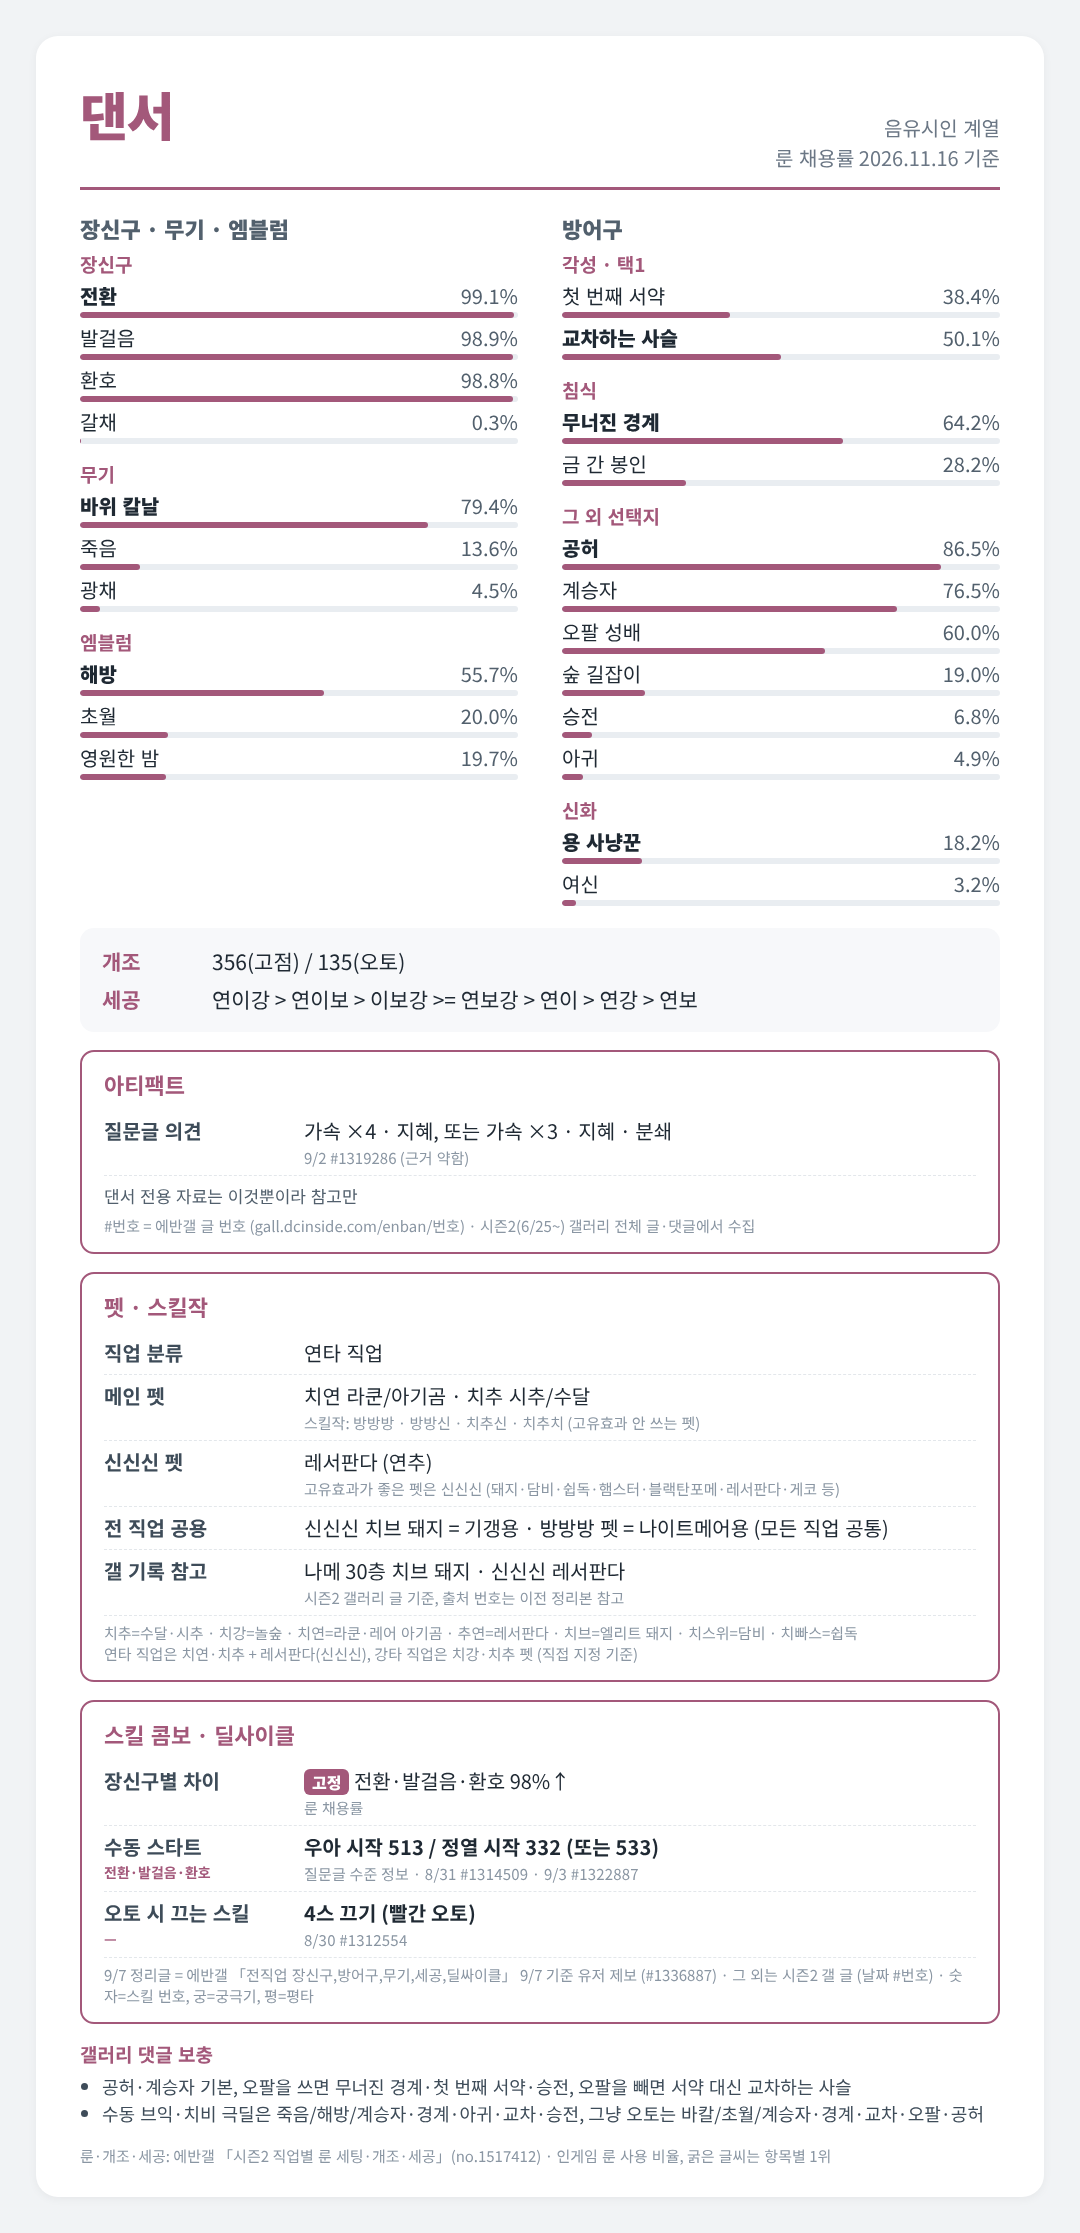 댄서
음유시인 계열
룬 채용률 2026.11.16 기준
장신구 · 무기 · 엠블럼
장신구
전환 99.1%
발걸음 98.9%
환호 98.8%
갈채 0.3%
무기
바위 칼날 79.4%
죽음 13.6%
광채 4.5%
엠블럼
해방 55.7%
초월 20.0%
영원한 밤 19.7%
방어구
각성 · 택1
첫 번째 서약 38.4%
교차하는 사슬 50.1%
침식
무너진 경계 64.2%
금 간 봉인 28.2%
그 외 선택지
공허 86.5%
계승자 76.5%
오팔 성배 60.0%
숲 길잡이 19.0%
승전 6.8%
아귀 4.9%
신화
용 사냥꾼 18.2%
여신 3.2%
개조 356(고점) / 135(오토)
세공 연이강 > 연이보 > 이보강 >= 연보강 > 연이 > 연강 > 연보
아티팩트
질문글 의견 가속 ×4 · 지혜, 또는 가속 ×3 · 지혜 · 분쇄
9/2 #1319286 (근거 약함)
댄서 전용 자료는 이것뿐이라 참고만
#번호 = 에반갤 글 번호 (gall.dcinside.com/enban/번호) · 시즌2(6/25~) 갤러리 전체 글·댓글에서 수집
펫 · 스킬작
직업 분류 연타 직업
메인 펫 치연 라쿤/아기곰 · 치추 시추/수달
스킬작: 방방방 · 방방신 · 치추신 · 치추치 (고유효과 안 쓰는 펫)
신신신 펫 레서판다 (연추)
고유효과가 좋은 펫은 신신신 (돼지·담비·쉽독·햄스터·블랙탄포메·레서판다·게코 등)
전 직업 공용 신신신 치브 돼지 = 기갱용 · 방방방 펫 = 나이트메어용 (모든 직업 공통)
갤 기록 참고 나메 30층 치브 돼지 · 신신신 레서판다
시즌2 갤러리 글 기준, 출처 번호는 이전 정리본 참고
치추=수달·시추 · 치강=놀숲 · 치연=라쿤·레어 아기곰 · 추연=레서판다 · 치브=엘리트 돼지 · 치스위=담비 · 치빠스=쉽독
연타 직업은 치연·치추 + 레서판다(신신신), 강타 직업은 치강·치추 펫 (직접 지정 기준)
스킬 콤보 · 딜사이클
장신구별 차이 고정 전환·발걸음·환호 98%↑
룬 채용률
수동 스타트 우아 시작 513 / 정열 시작 332 (또는 533)
전환·발걸음·환호 질문글 수준 정보 · 8/31 #1314509 · 9/3 #1322887
오토 시 끄는 스킬 4스 끄기 (빨간 오토)
— 8/30 #1312554
9/7 정리글 = 에반갤 「전직업 장신구,방어구,무기,세공,딜싸이클」 9/7 기준 유저 제보 (#1336887) · 그 외는 시즌2 갤 글 (날짜 #번호) · 숫
자=스킬 번호, 궁=궁극기, 평=평타
갤러리 댓글 보충
• 공허·계승자 기본, 오팔을 쓰면 무너진 경계·첫 번째 서약·승전, 오팔을 빼면 서약 대신 교차하는 사슬
• 수동 브익·치비 극딜은 죽음/해방/계승자·경계·아귀·교차·승전, 그냥 오토는 바칼/초월/계승자·경계·교차·오팔·공허
룬·개조·세공: 에반갤 「시즌2 직업별 룬 세팅·개조·세공」(no.1517412) · 인게임 룬 사용 비율, 굵은 글씨는 항목별 1위